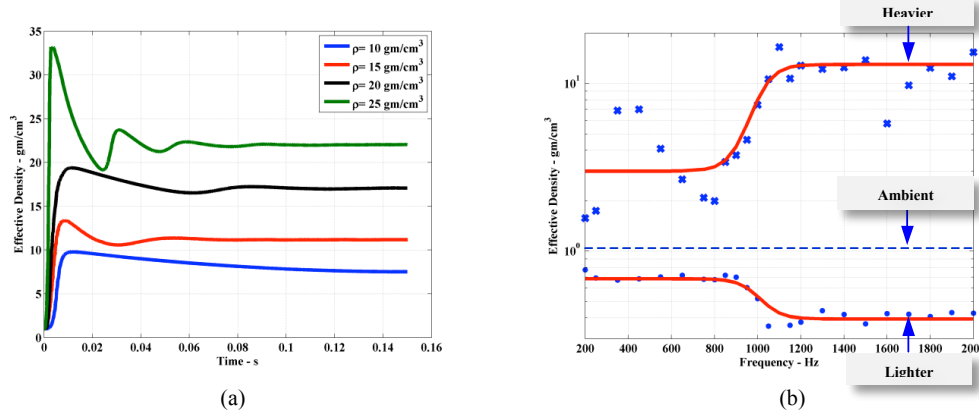 Heavier
35
30
25
20
15
10
5
0
ρ= 10 gm/cm³
ρ= 15 gm/cm³
ρ= 20 gm/cm³
ρ= 25 gm/cm³
Effective Density - gm/cm³
0 0.02 0.04 0.06 0.08 0.1 0.12 0.14 0.16
Time - s
(a)
10¹
10⁰
Effective Density - gm/cm³
Ambient
200 400 600 800 1000 1200 1400 1600 1800 200
Frequency - Hz
Lighter
(b)